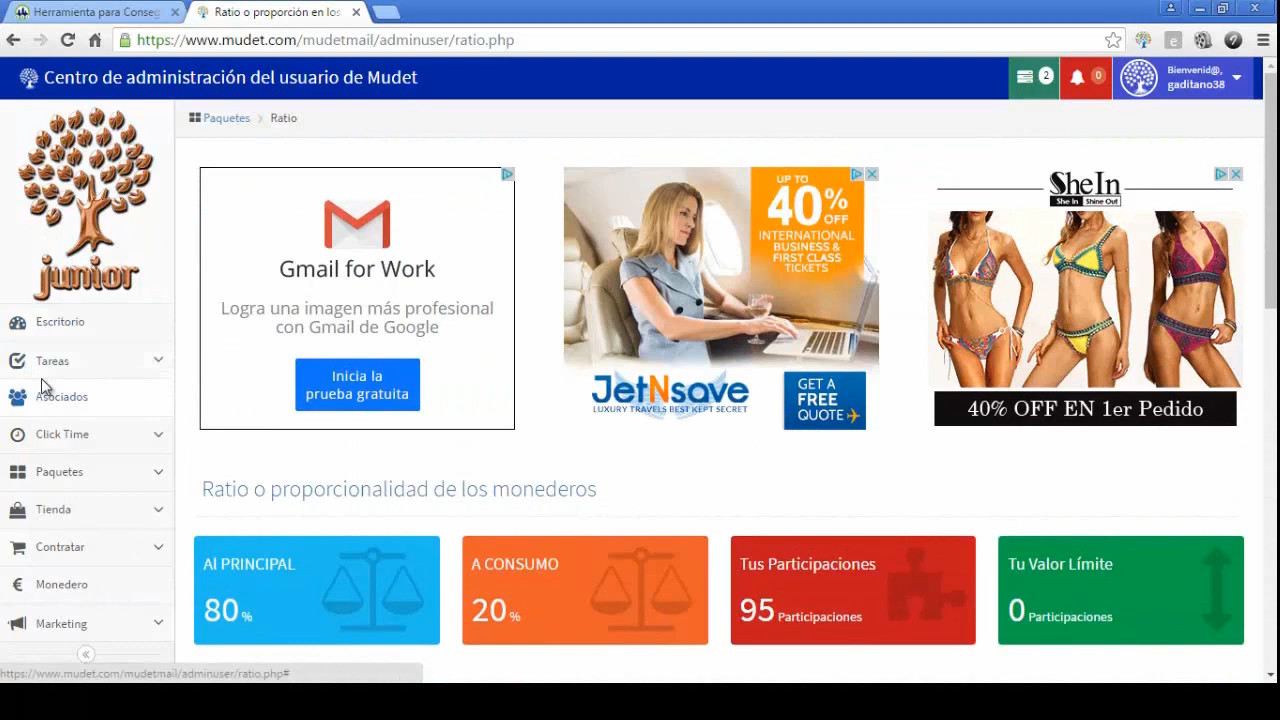 Herramienta para Conseg
Ratio o proporción en los
https://www.mudet.com/mudetmail/adminuser/ratio.php
Centro de administración del usuario de Mudet
2
0
Bienvenid@,
gaditano38
Paquetes > Ratio
junior
Escritorio
Tareas
Asociados
Click Time
Paquetes
Tienda
Contratar
€ Monedero
Marketing
Gmail for Work
Logra una imagen más profesional
con Gmail de Google
Inicia la
prueba gratuita
UP TO
40% OFF
INTERNATIONAL
BUSINESS &
FIRST CLASS
TICKETS
JetNsave
LUXURY TRAVELS BEST KEPT SECRET
GET A
FREE
QUOTE
SheIn
She In Shine Out
40% OFF EN 1er Pedido
Ratio o proporcionalidad de los monederos
Al PRINCIPAL
80 %
A CONSUMO
20 %
Tus Participaciones
95 Participaciones
Tu Valor Límite
0 Participaciones
https://www.mudet.com/mudetmail/adminuser/ratio.php#